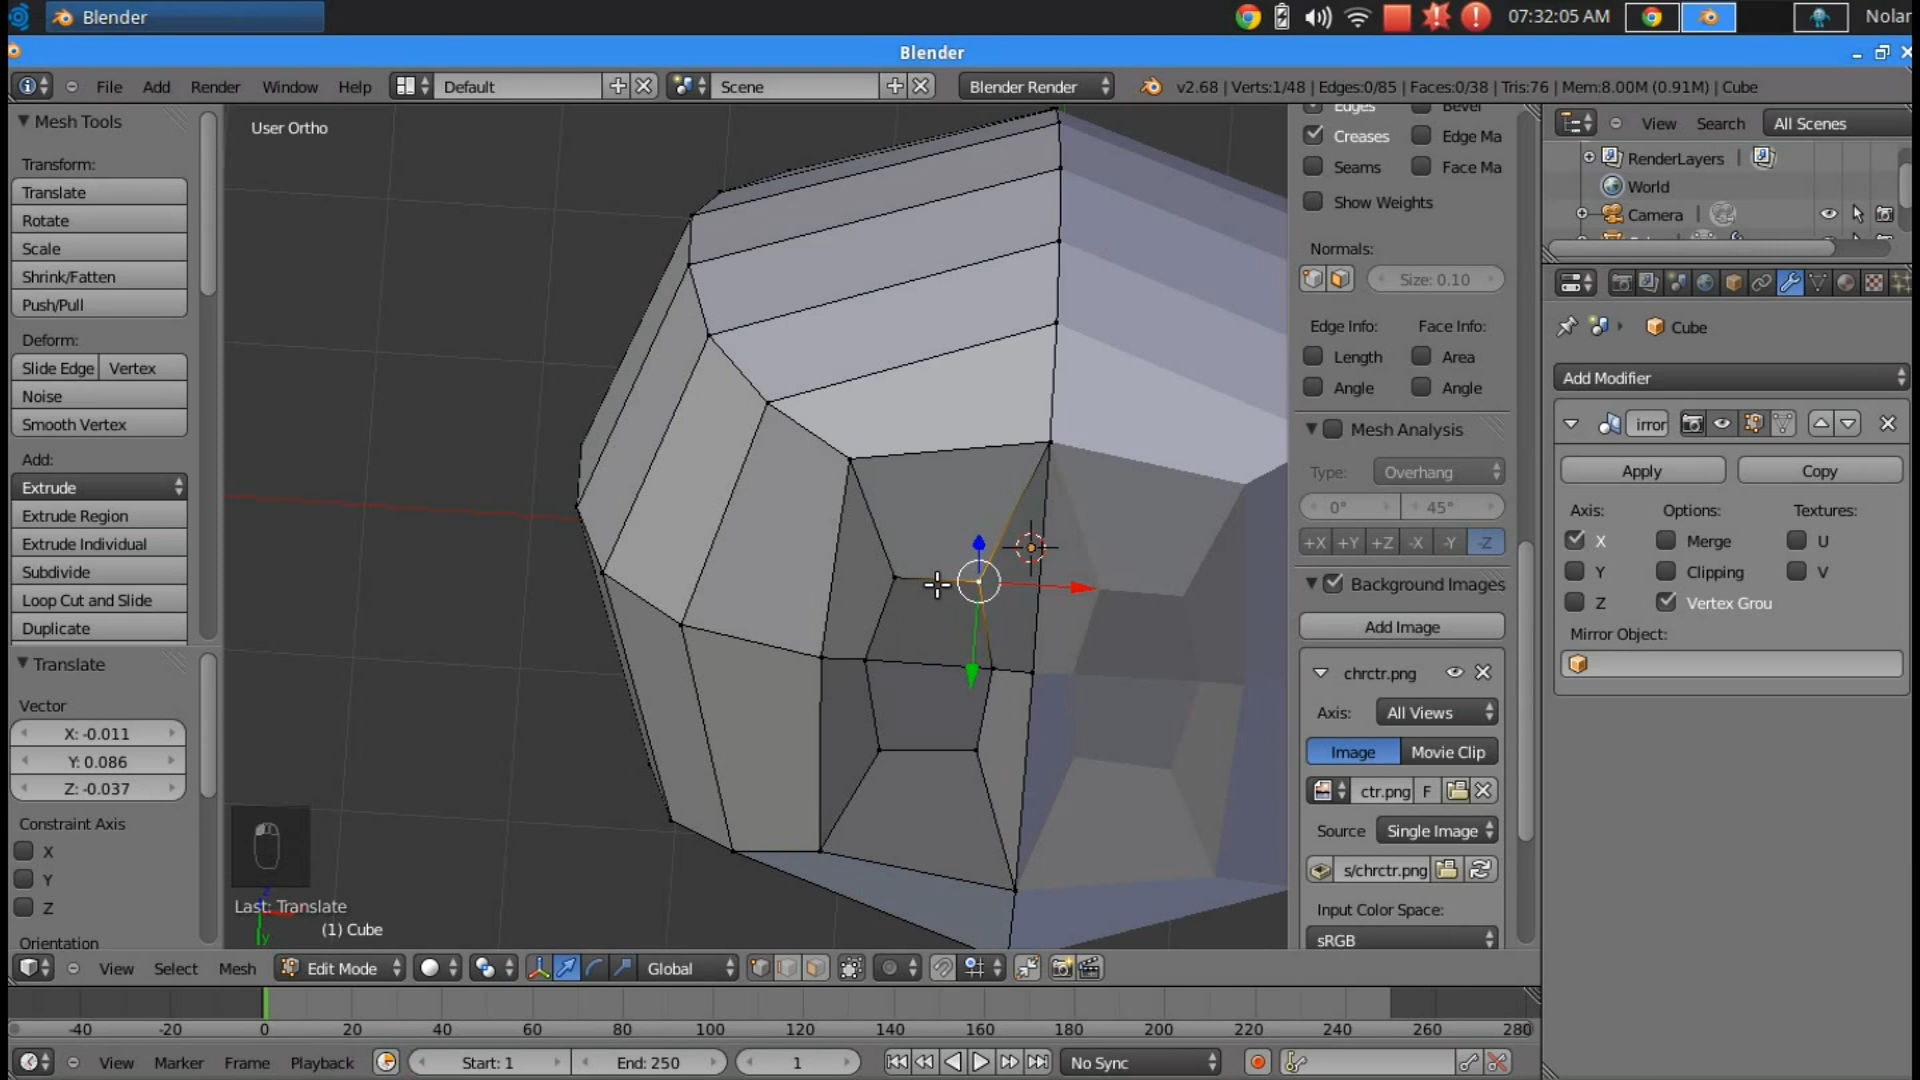 Blender
07:32:05 AM
Nolar
Blender
File Add Render Window Help
Default
Scene
Blender Render
v2.68 | Verts:1/48 | Edges:0/85 | Faces:0/38 | Tris:76 | Mem:8.00M (0.91M) | Cube
Mesh Tools
Transform:
Translate
Rotate
Scale
Shrink/Fatten
Push/Pull
Deform:
Slide Edge Vertex
Noise
Smooth Vertex
Add:
Extrude
Extrude Region
Extrude Individual
Subdivide
Loop Cut and Slide
Duplicate
Translate
Vector
X: -0.011
Y: 0.086
Z: -0.037
Constraint Axis
X
Y
Z
Orientation
User Ortho
Last: Translate
z
y
(1) Cube
Edges Bevel
Creases Edge Ma
Seams Face Ma
Show Weights
Normals:
Size: 0.10
Edge Info: Face Info:
Length Area
Angle Angle
Mesh Analysis
Type: Overhang
0° 45°
+X +Y +Z -X -Y -Z
Background Images
Add Image
chrctr.png
Axis: All Views
Image Movie Clip
ctr.png F
Source Single Image
s/chrctr.png
Input Color Space:
sRGB
View Search All Scenes
RenderLayers |
World
Camera |
Cube
Add Modifier
irror
Apply Copy
Axis: Options: Textures:
X Merge U
Y Clipping V
Z Vertex Grou
Mirror Object:
View Select Mesh Edit Mode Global
-40 -20 0 20 40 60 80 100 120 140 160 180 200 220 240 260 280
View Marker Frame Playback Start: 1 End: 250 1 No Sync